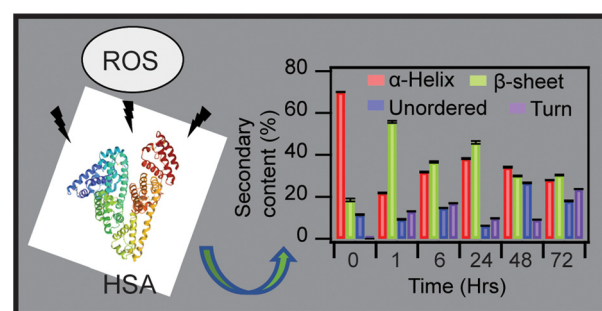 ROS
HSA
Secondary
content (%)
80
60
40
20
0
α-Helix
β-sheet
Unordered
Turn
0 1 6 24 48 72
Time (Hrs)